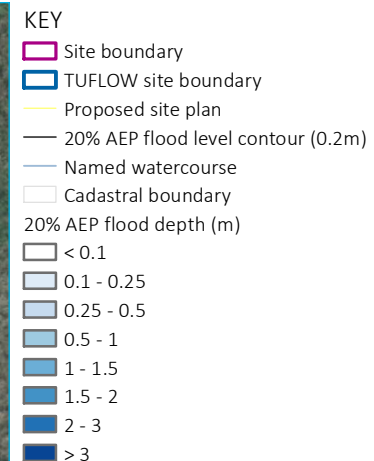 KEY
Site boundary
TUFLOW site boundary
Proposed site plan
20% AEP flood level contour (0.2m)
Named watercourse
Cadastral boundary
20% AEP flood depth (m)
< 0.1
0.1 - 0.25
0.25 - 0.5
0.5 - 1
1 - 1.5
1.5 - 2
2 - 3
> 3